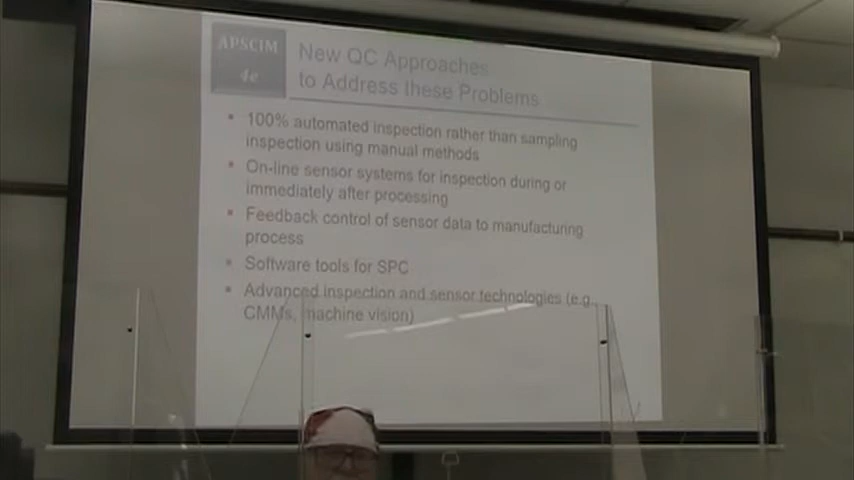 APSCIM
4e
New QC Approaches
to Address these Problems
▪ 100% automated inspection rather than sampling
inspection using manual methods
▪ On-line sensor systems for inspection during or
immediately after processing
▪ Feedback control of sensor data to manufacturing
process
▪ Software tools for SPC
▪ Advanced inspection and sensor technologies (e.g.,
CMMs, machine vision)